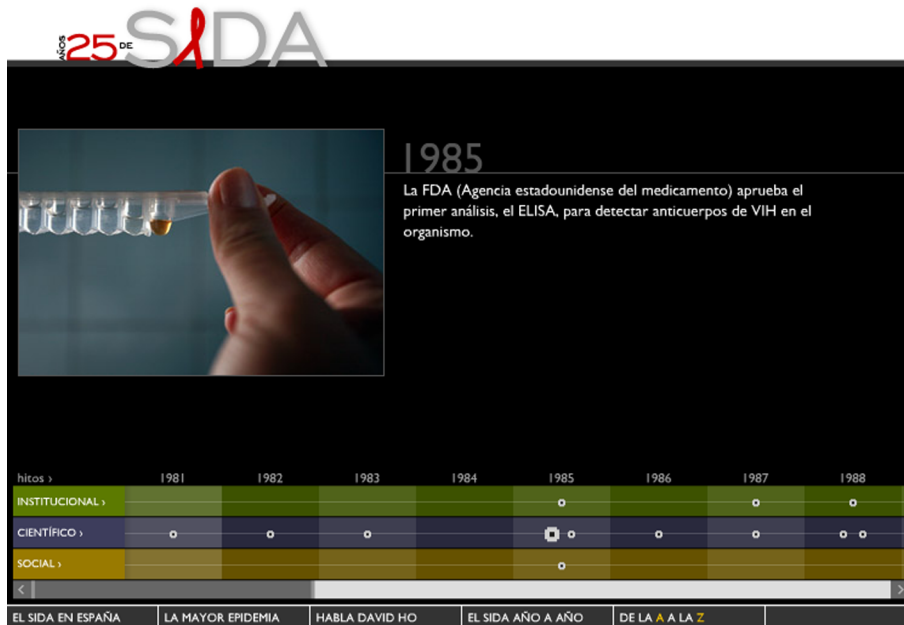 25 AÑOS DE SIDA
1985
La FDA (Agencia estadounidense del medicamento) aprueba el
primer análisis, el ELISA, para detectar anticuerpos de VIH en el
organismo.
hitos › 1981 1982 1983 1984 1985 1986 1987 1988
INSTITUCIONAL ›
CIENTÍFICO ›
SOCIAL ›
EL SIDA EN ESPAÑA LA MAYOR EPIDEMIA HABLA DAVID HO EL SIDA AÑO A AÑO DE LA A A LA Z